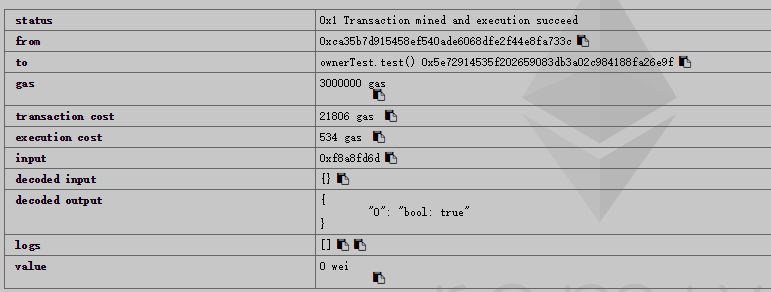 status 0x1 Transaction mined and execution succeed
from 0xca35b7d915458ef540ade6068dfe2f44e8fa733c
to ownerTest.test() 0x5e72914535f202659083db3a02c984188fa26e9f
gas 3000000 gas
transaction cost 21806 gas
execution cost 534 gas
input 0xf8a8fd6d
decoded input {}
decoded output {
"0": "bool: true"
}
logs []
value 0 wei